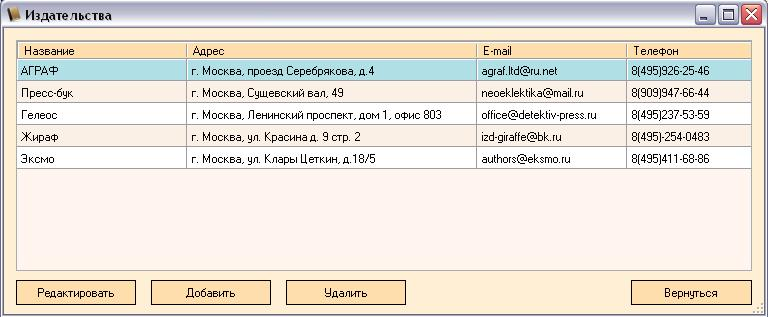 Издательства
Название Адрес E-mail Телефон
АГРАФ г. Москва, проезд Серебрякова, д.4 agraf.ltd@ru.net 8(495)926-25-46
Пресс-бук г. Москва, Сущевский вал, 49 neoeklektika@mail.ru 8(909)947-66-44
Гелеос г. Москва, Ленинский проспект, дом 1, офис 803 office@detektiv-press.ru 8(495)237-53-59
Жираф г. Москва, ул. Красина д. 9 стр. 2 izd-giraffe@bk.ru 8(495)-254-0483
Эксмо г. Москва, ул. Клары Цеткин, д.18/5 authors@eksmo.ru 8(495)411-68-86
Редактировать Добавить Удалить Вернуться